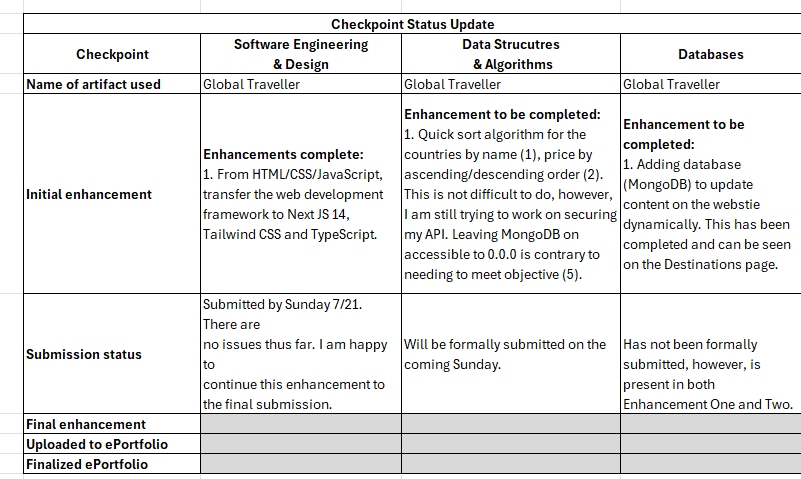 Checkpoint Status Update
Checkpoint
Software Engineering
& Design
Data Strucutres
& Algorithms
Databases
Name of artifact used
Global Traveller
Global Traveller
Global Traveller
Initial enhancement
Enhancements complete:
1. From HTML/CSS/JavaScript,
transfer the web development
framework to Next JS 14,
Tailwind CSS and TypeScript.
Enhancement to be completed:
1. Quick sort algorithm for the
countries by name (1), price by
ascending/descending order (2).
This is not difficult to do, however,
I am still trying to work on securing
my API. Leaving MongoDB on
accessible to 0.0.0 is contrary to
needing to meet objective (5).
Enhancement to be
completed:
1. Adding database
(MongoDB) to update
content on the webstie
dynamically. This has been
completed and can be seen
on the Destinations page.
Submission status
Submitted by Sunday 7/21.
There are
no issues thus far. I am happy
to
continue this enhancement to
the final submission.
Will be formally submitted on the
coming Sunday.
Has not been formally
submitted, however, is
present in both
Enhancement One and Two.
Final enhancement
Uploaded to ePortfolio
Finalized ePortfolio